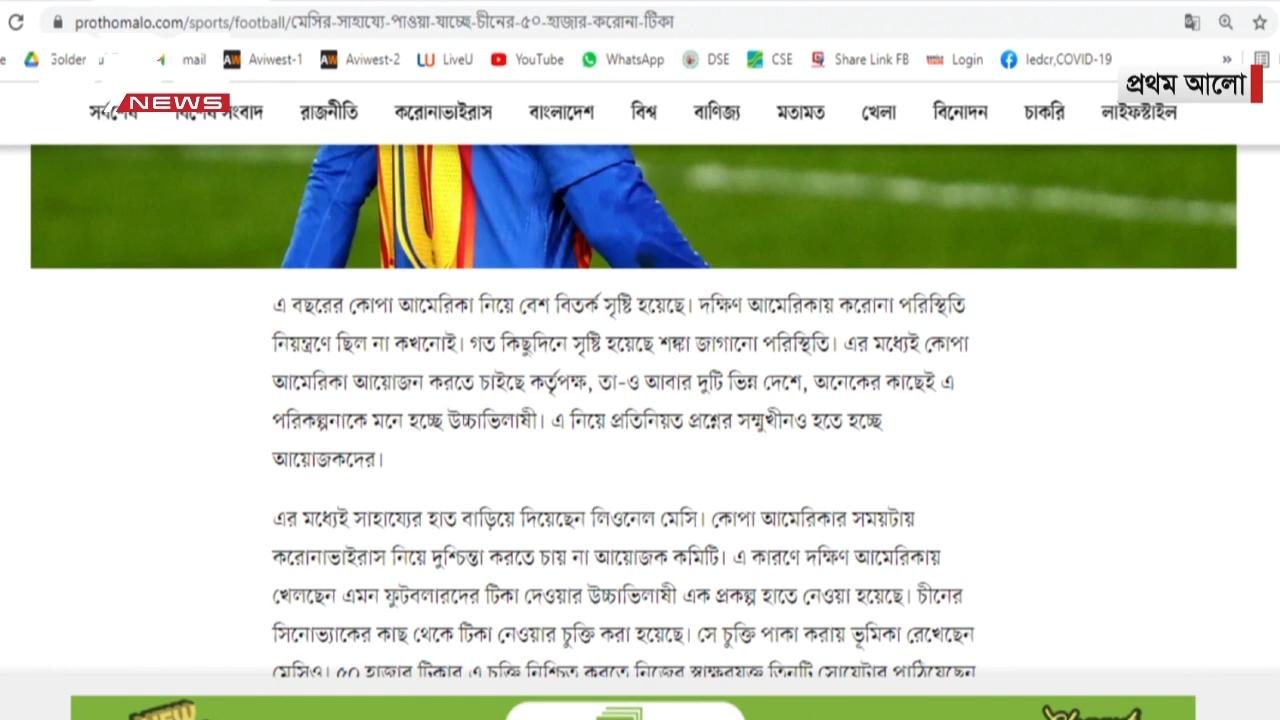 prothomalo.com/sports/football/মেসির-সাহায্যে-পাওয়া-যাচ্ছে-চীনের-৫০-হাজার-করোনা-টিকা
Golder mail Aviwest-1 Aviwest-2 LiveU YouTube WhatsApp DSE CSE Share Link FB Login Iedcr,COVID-19
প্রথম আলো
NEWS
সংবাদ রাজনীতি করোনাভাইরাস বাংলাদেশ বিশ্ব বাণিজ্য মতামত খেলা বিনোদন চাকরি লাইফস্টাইল
এ বছরের কোপা আমেরিকা নিয়ে বেশ বিতর্ক সৃষ্টি হয়েছে। দক্ষিণ আমেরিকায় করোনা পরিস্থিতি
নিয়ন্ত্রণে ছিল না কখনোই। গত কিছুদিনে সৃষ্টি হয়েছে শঙ্কা জাগানো পরিস্থিতি। এর মধ্যেই কোপা
আমেরিকা আয়োজন করতে চাইছে কর্তৃপক্ষ, তা-ও আবার দুটি ভিন্ন দেশে, অনেকের কাছেই এ
পরিকল্পনাকে মনে হচ্ছে উচ্চাভিলাষী। এ নিয়ে প্রতিনিয়ত প্রশ্নের সম্মুখীনও হতে হচ্ছে
আয়োজকদের।
এর মধ্যেই সাহায্যের হাত বাড়িয়ে দিয়েছেন লিওনেল মেসি। কোপা আমেরিকার সময়টায়
করোনাভাইরাস নিয়ে দুশ্চিন্তা করতে চায় না আয়োজক কমিটি। এ কারণে দক্ষিণ আমেরিকায়
খেলছেন এমন ফুটবলারদের টিকা দেওয়ার উচ্চাভিলাষী এক প্রকল্প হাতে নেওয়া হয়েছে। চীনের
সিনোভ্যাকের কাছ থেকে টিকা নেওয়ার চুক্তি করা হয়েছে। সে চুক্তি পাকা করায় ভূমিকা রেখেছেন
মেসিও। ৫০ হাজার টিকার এ চুক্তি নিশ্চিত করতে নিজের স্বাক্ষরযুক্ত তিনটি সোয়েটার পাঠিয়েছেন